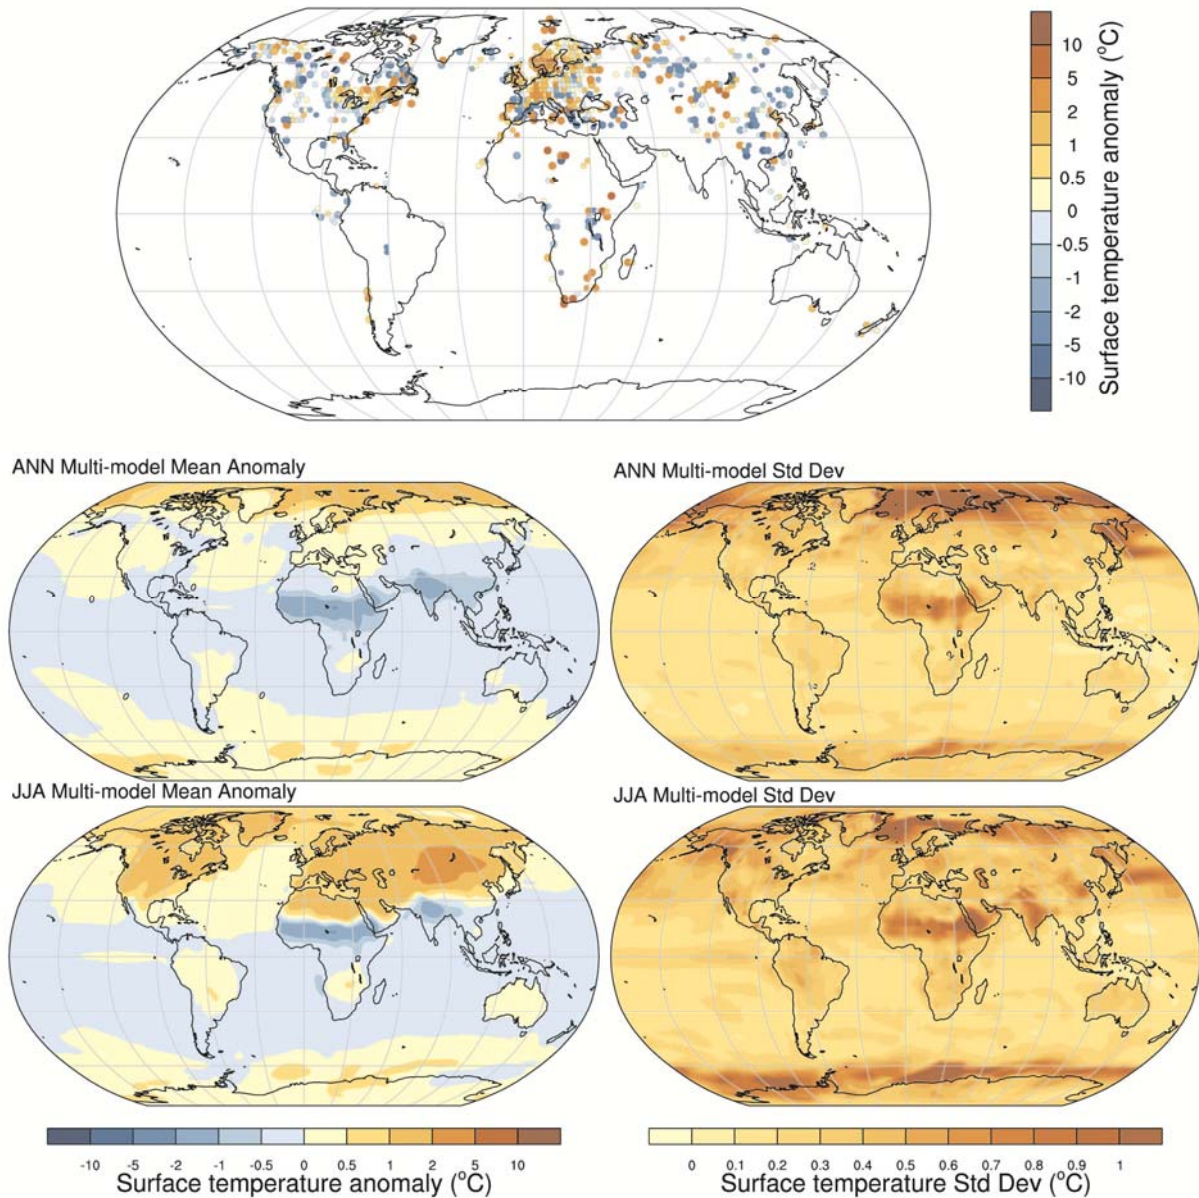 10
5
2
1
0.5
0
-0.5
-1
-2
-5
-10
Surface temperature anomaly (°C)
ANN Multi-model Mean Anomaly
ANN Multi-model Std Dev
JJA Multi-model Mean Anomaly
JJA Multi-model Std Dev
-10 -5 -2 -1 -0.5 0 0.5 1 2 5 10
Surface temperature anomaly (°C)
0 0.1 0.2 0.3 0.4 0.5 0.6 0.7 0.8 0.9 1
Surface temperature Std Dev (°C)